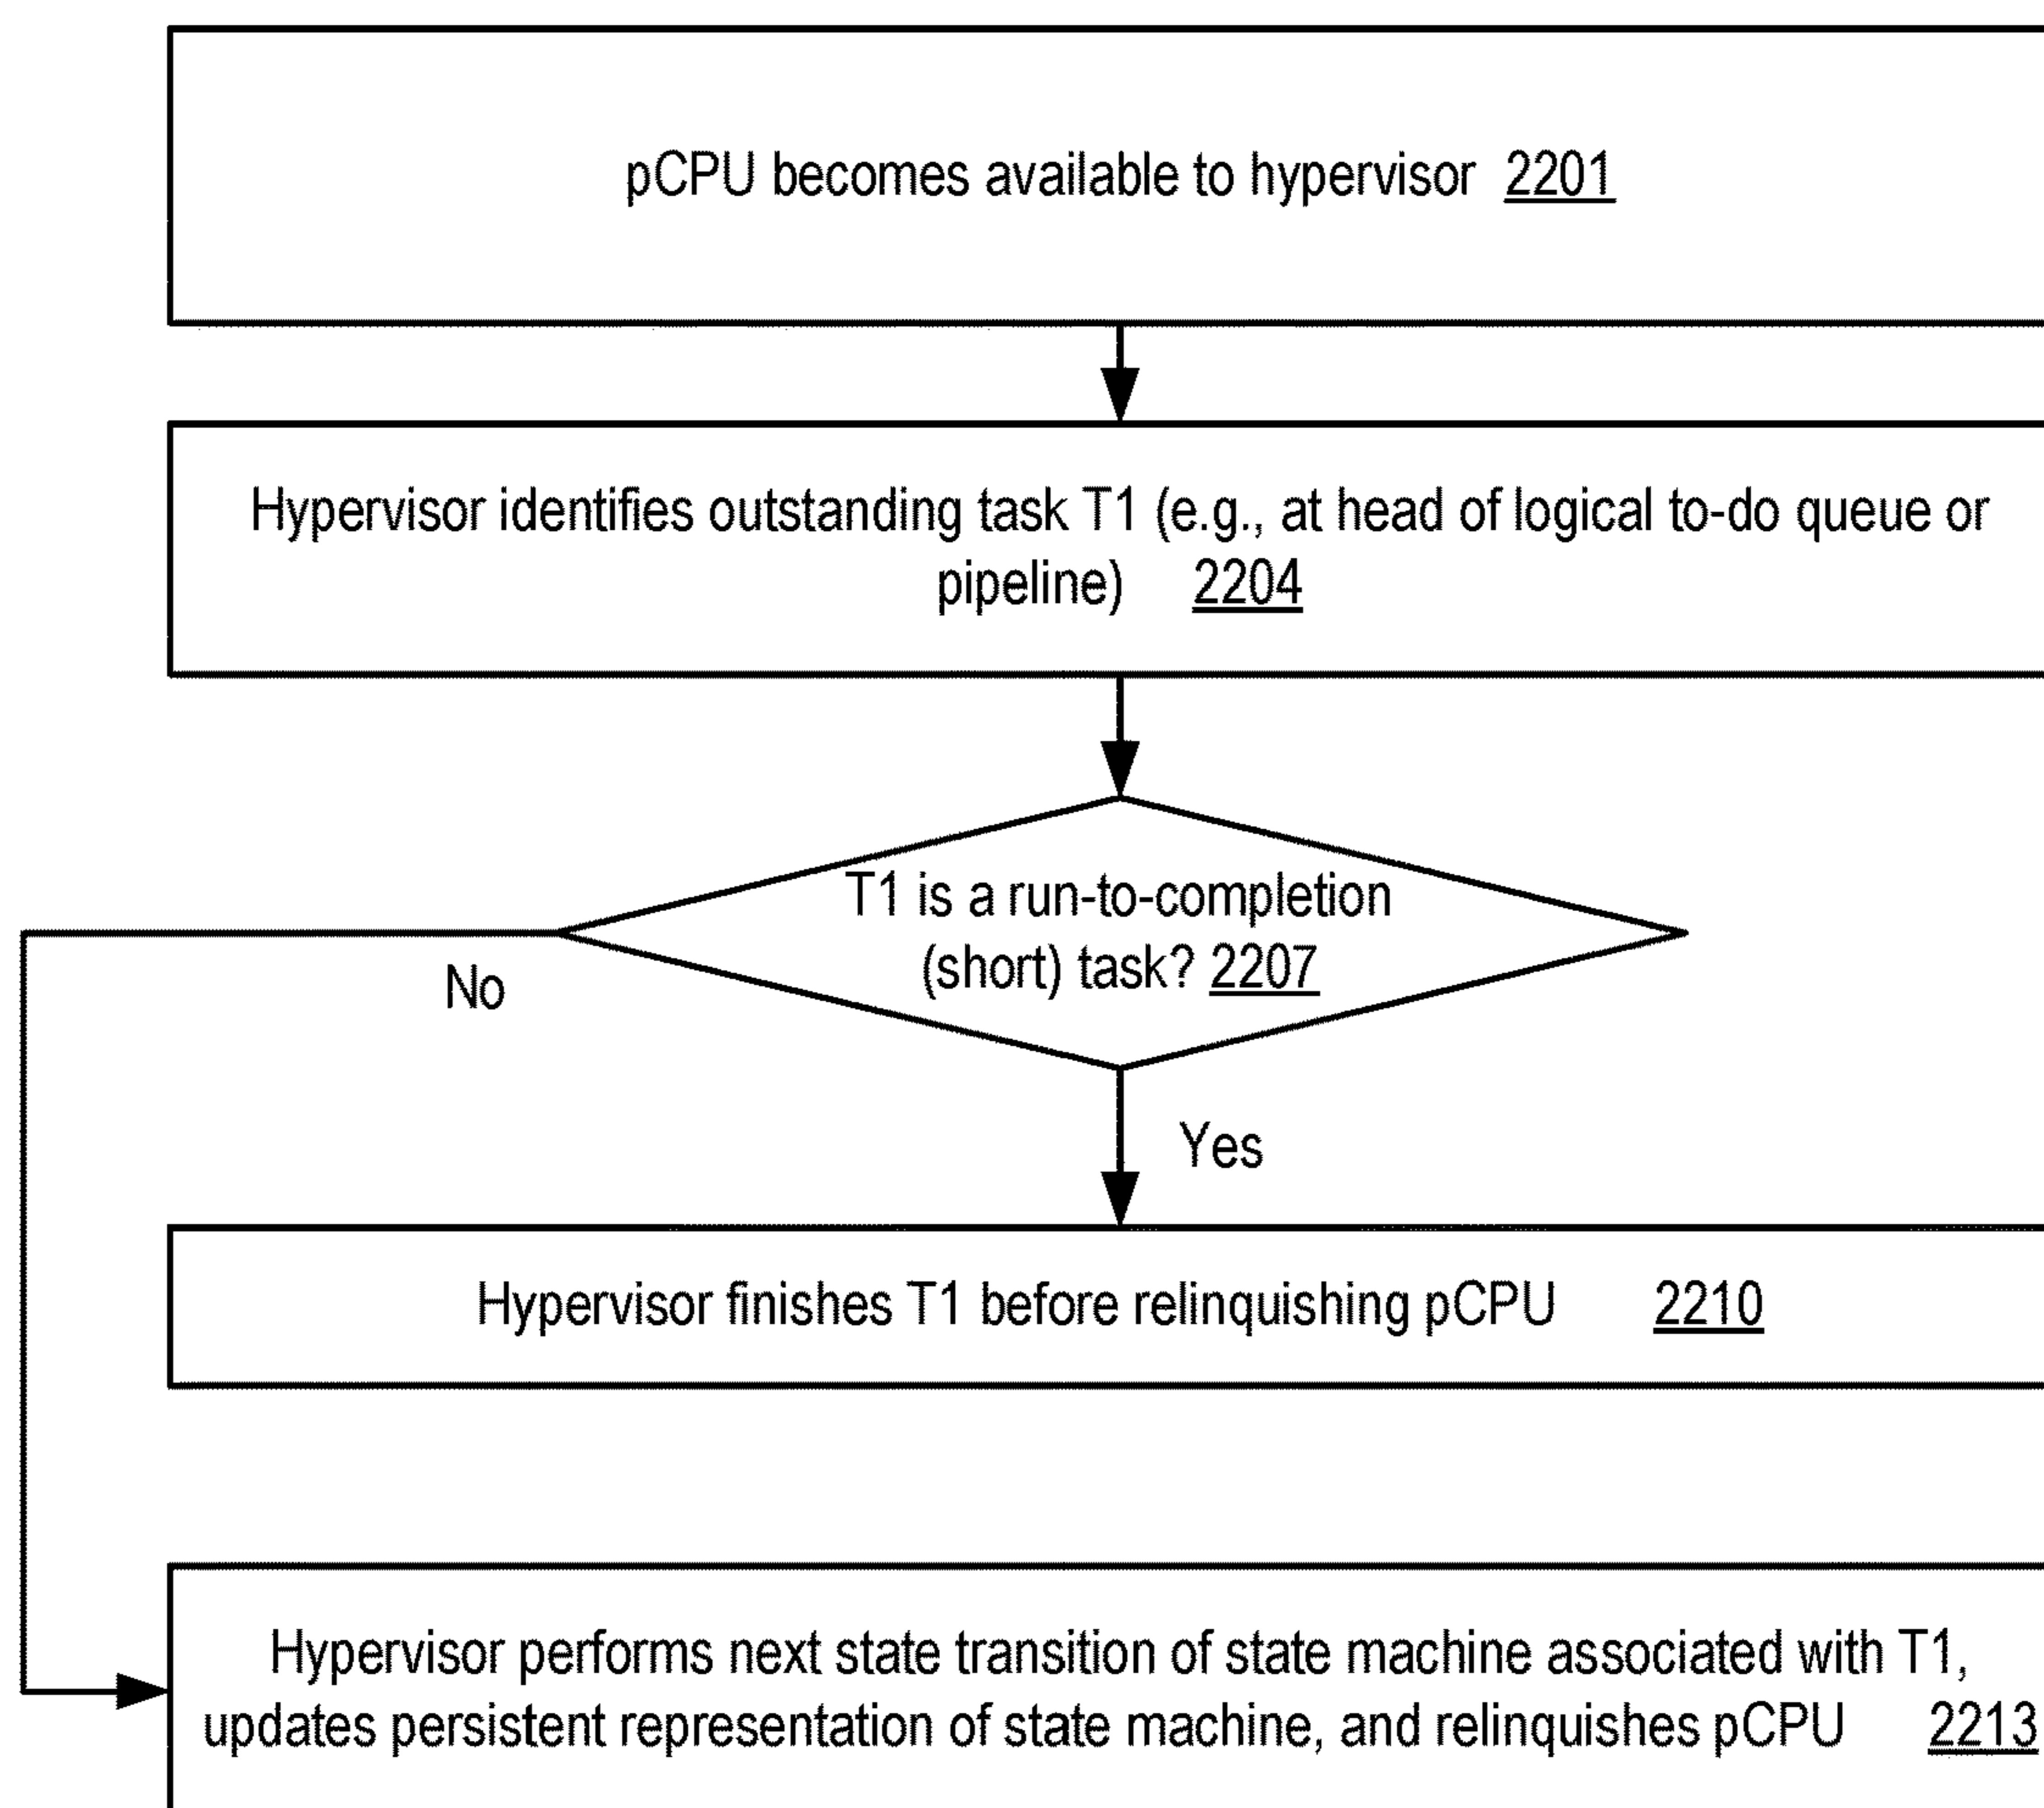 pCPU becomes available to hypervisor 2201
Hypervisor identifies outstanding task T1 (e.g., at head of logical to-do queue or
pipeline) 2204
T1 is a run-to-completion
(short) task? 2207
No
Yes
Hypervisor finishes T1 before relinquishing pCPU 2210
Hypervisor performs next state transition of state machine associated with T1,
updates persistent representation of state machine, and relinquishes pCPU 2213